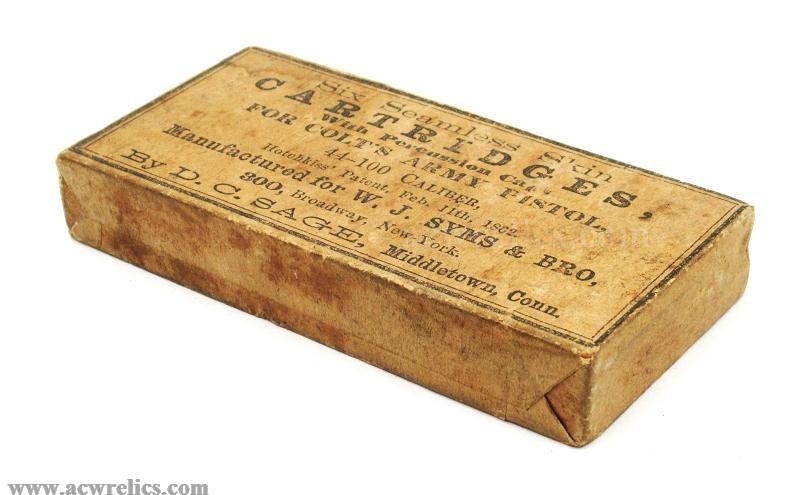 Six Seamless Skin
CARTRIDGES,
With Percussion Caps,
FOR COLT'S ARMY PISTOL,
44-100 CALIBER,
Hotchkiss' Patent, Feb. 11th, 1862
Manufactured for W. J. SYMS & BRO,
300, Broadway, New-York.
By D. C. SAGE, Middletown, Conn.
www.acwrelics.com